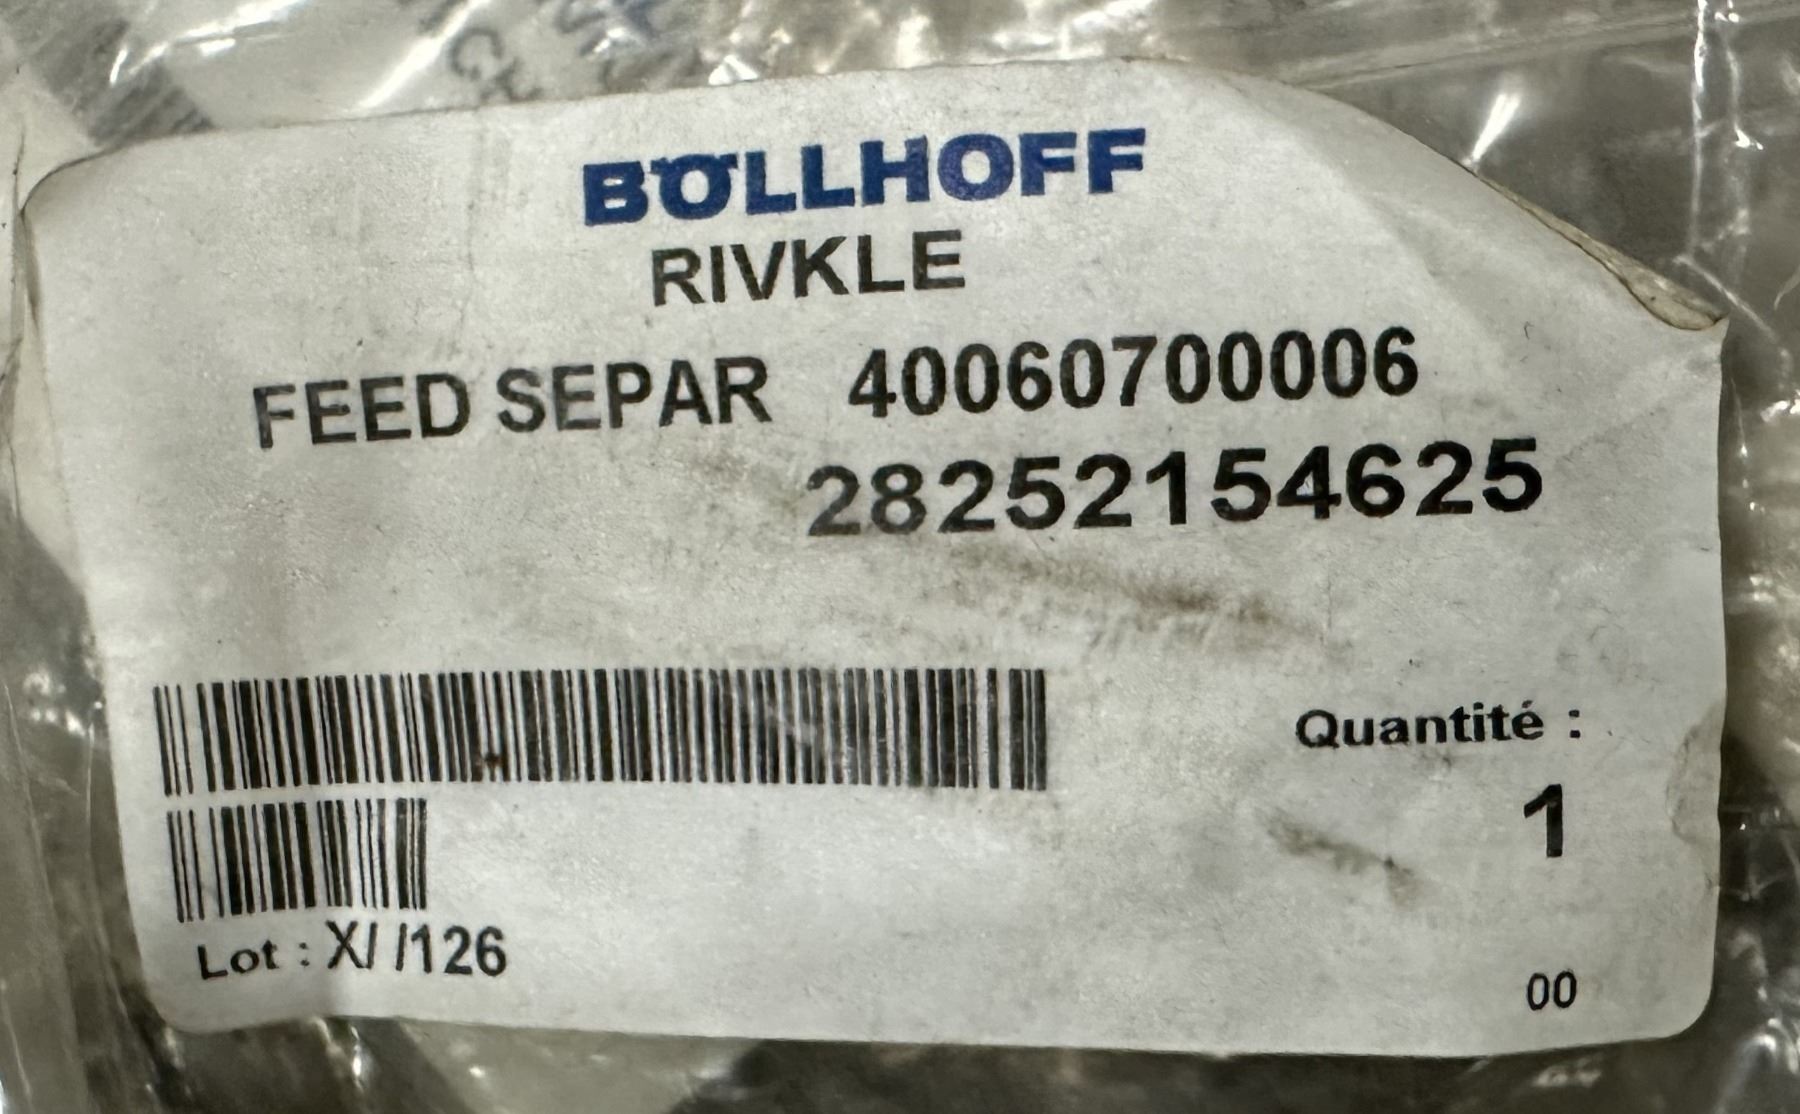 BÖLLHOFF
RIVKLE
FEED SEPAR 40060700006
28252154625
Quantité :
1
Lot : X/ /126
00